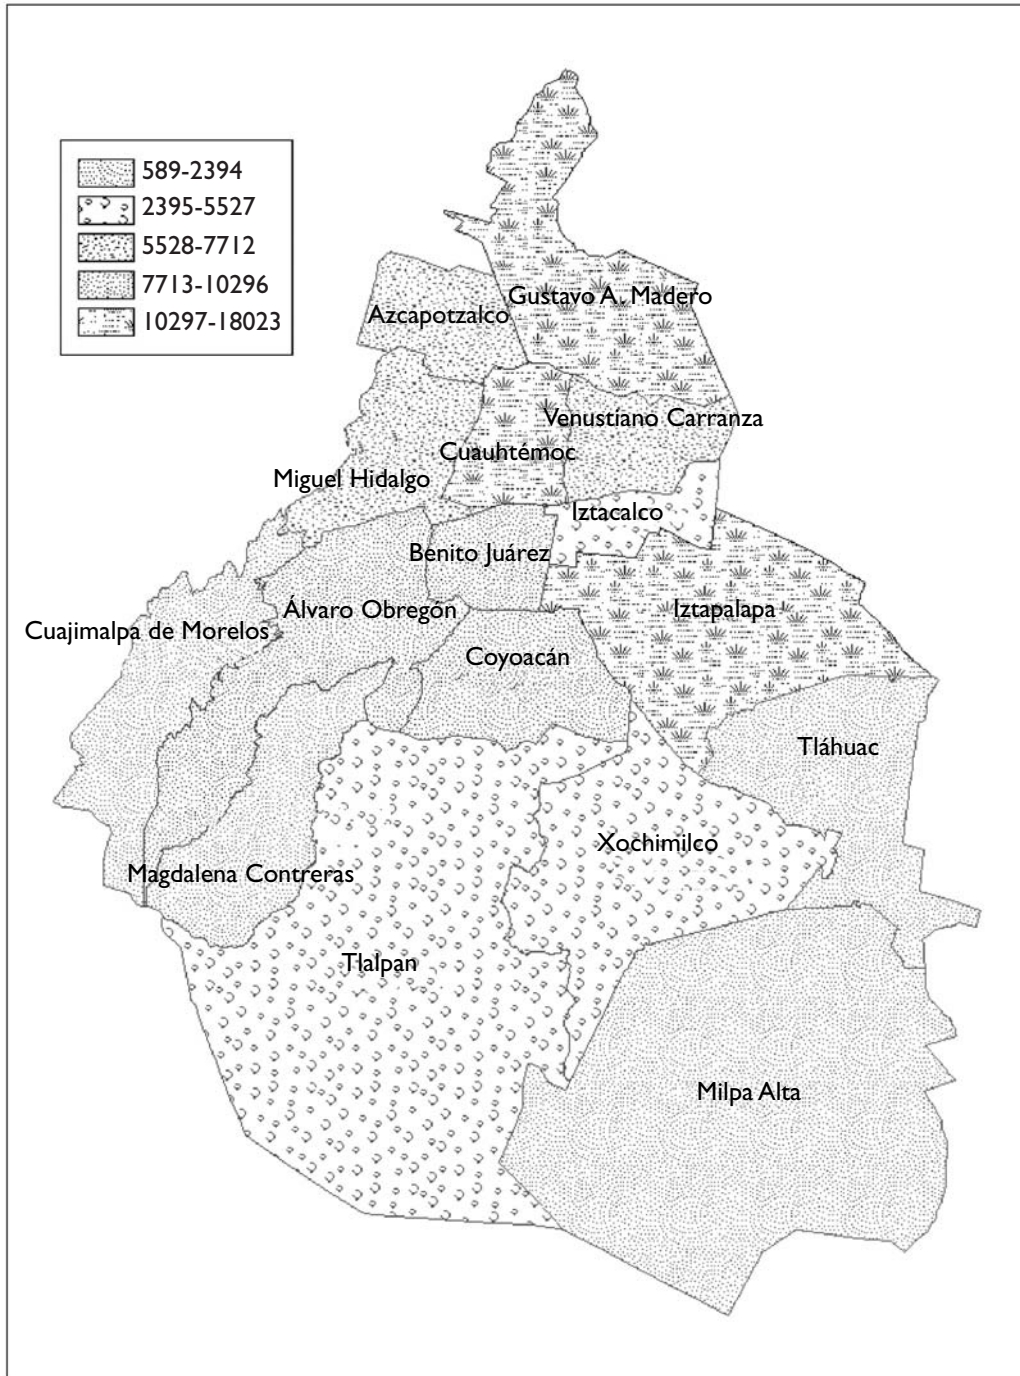 589-2394
2395-5527
5528-7712
7713-10296
10297-18023
Gustavo A. Madero
Azcapotzalco
Venustiano Carranza
Cuauhtémoc
Miguel Hidalgo
Iztacalco
Benito Juárez
Álvaro Obregón
Iztapalapa
Cuajimalpa de Morelos
Coyoacán
Tláhuac
Xochimilco
Magdalena Contreras
Tlalpan
Milpa Alta